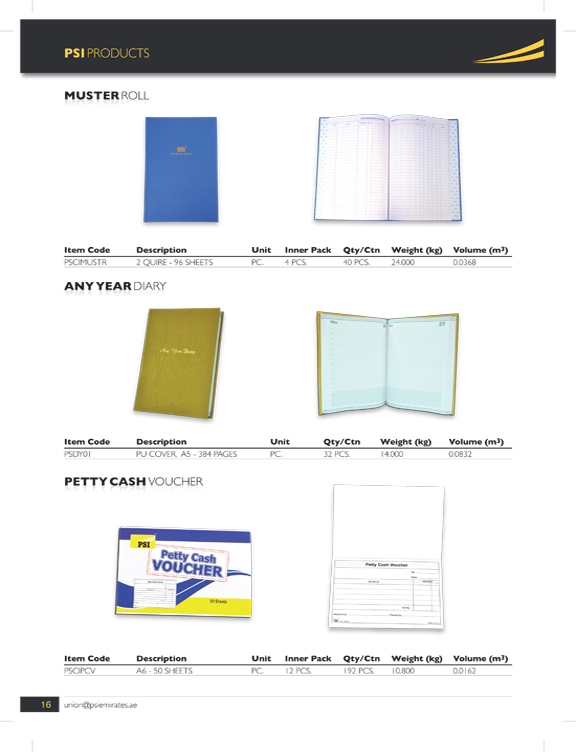 PSI PRODUCTS
MUSTER ROLL
Item Code Description Unit Inner Pack Qty/Ctn Weight (kg) Volume (m³)
PSCIMUSTR 2 QUIRE - 96 SHEETS PC. 4 PCS. 40 PCS. 24.000 0.0368
ANY YEAR DIARY
Any Year Diary
May
27
Item Code Description Unit Qty/Ctn Weight (kg) Volume (m³)
PSDY01 PU COVER, A5 - 384 PAGES PC. 32 PCS. 14.000 0.0832
PETTY CASH VOUCHER
PSI
Petty Cash
VOUCHER
50 Sheets
Petty Cash Voucher
Item Code Description Unit Inner Pack Qty/Ctn Weight (kg) Volume (m³)
PSCIPCV A6 - 50 SHEETS PC. 12 PCS. 192 PCS. 10.800 0.0162
16 union@psiemirates.ae